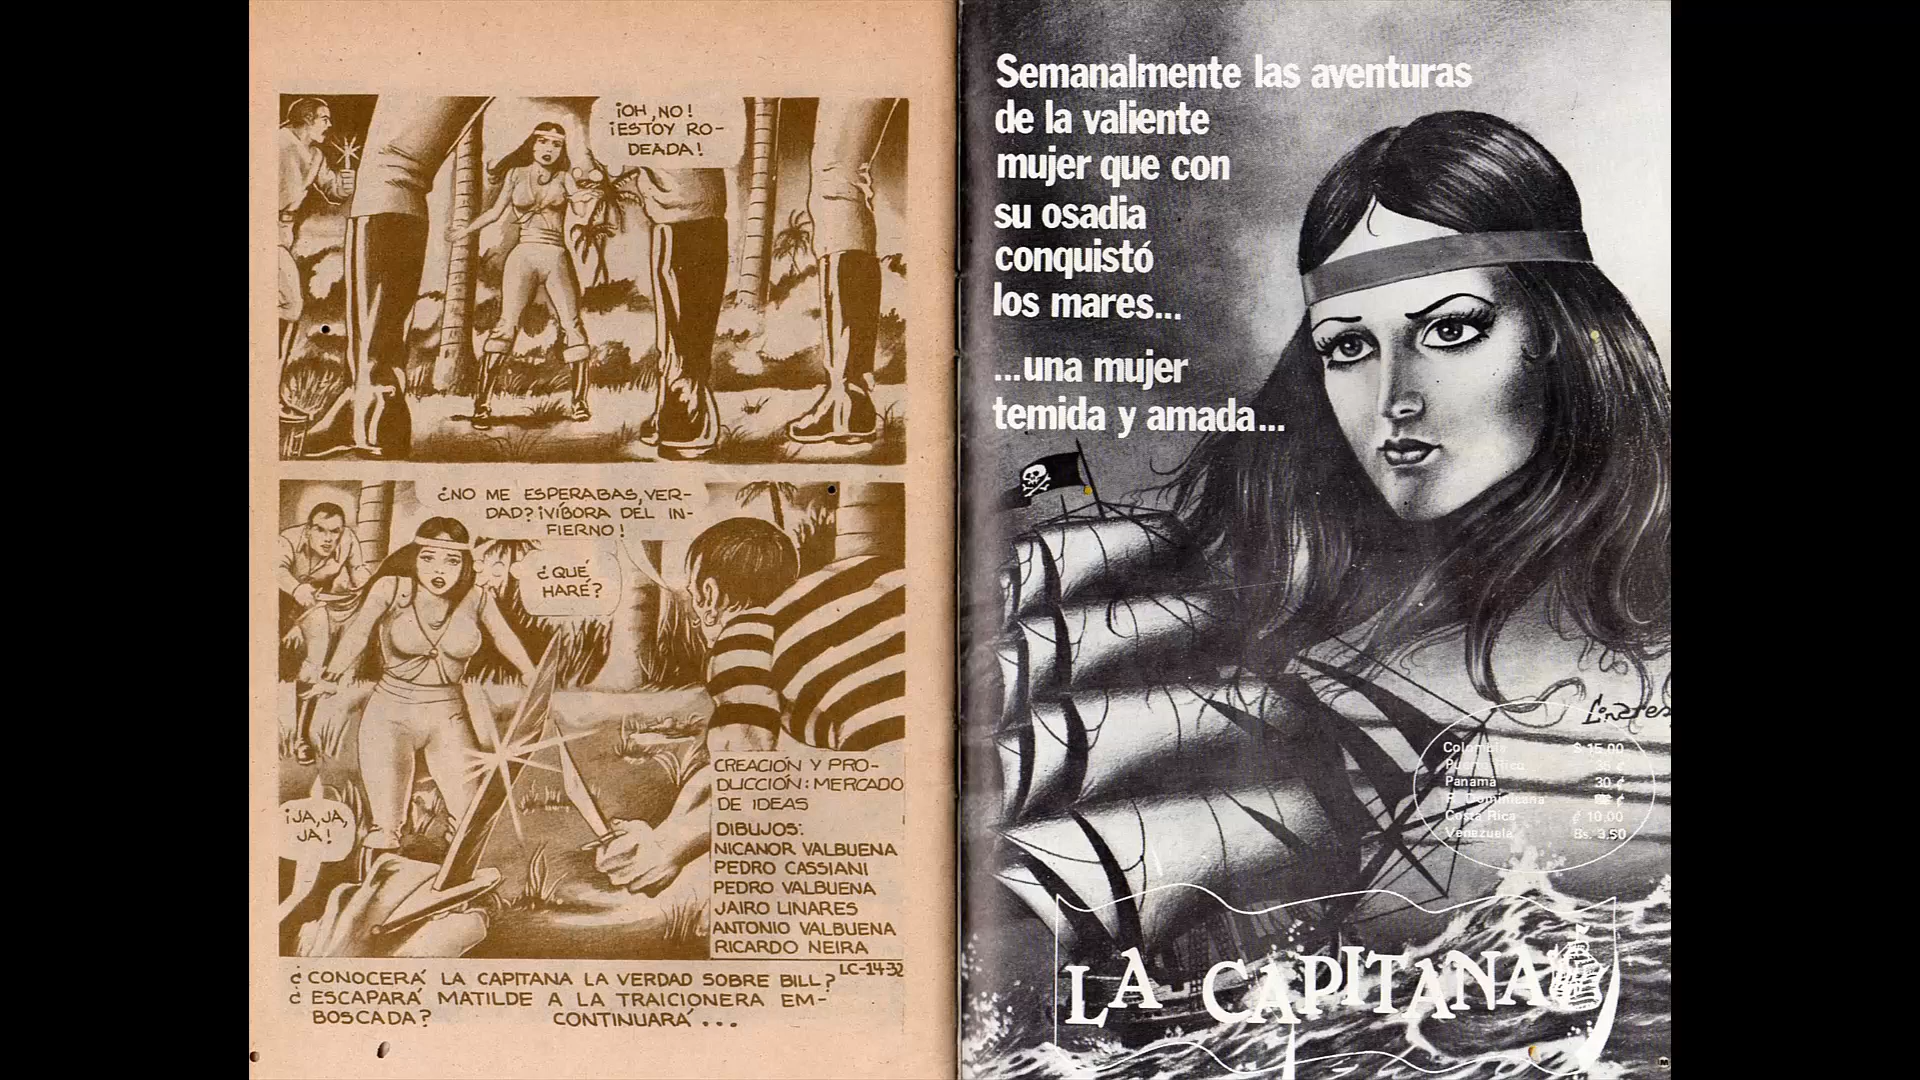 ¡OH, NO!
¡ESTOY RO-
DEADA!
¿NO ME ESPERABAS, VER-
DAD? ¡VÍBORA DEL IN-
FIERNO!
¿QUÉ
HARÉ?
¡JA, JA,
JA!
CREACIÓN Y PRO-
DUCCIÓN: MERCADO
DE IDEAS
DIBUJOS:
NICANOR VALBUENA
PEDRO CASSIANI
PEDRO VALBUENA
JAIRO LINARES
ANTONIO VALBUENA
RICARDO NEIRA
LC-14-32
¿CONOCERÁ LA CAPITANA LA VERDAD SOBRE BILL?
¿ESCAPARÁ MATILDE A LA TRAICIONERA EM-
BOSCADA? CONTINUARÁ...
Semanalmente las aventuras
de la valiente
mujer que con
su osadia
conquistó
los mares...
...una mujer
temida y amada...
Linares
Colombia $ 15.00
Puerto Rico 35 ¢
Panamá 30 ¢
R. Dominicana ¢
Costa Rica ¢ 10.00
Venezuela Bs. 3.50
LA CAPITANA